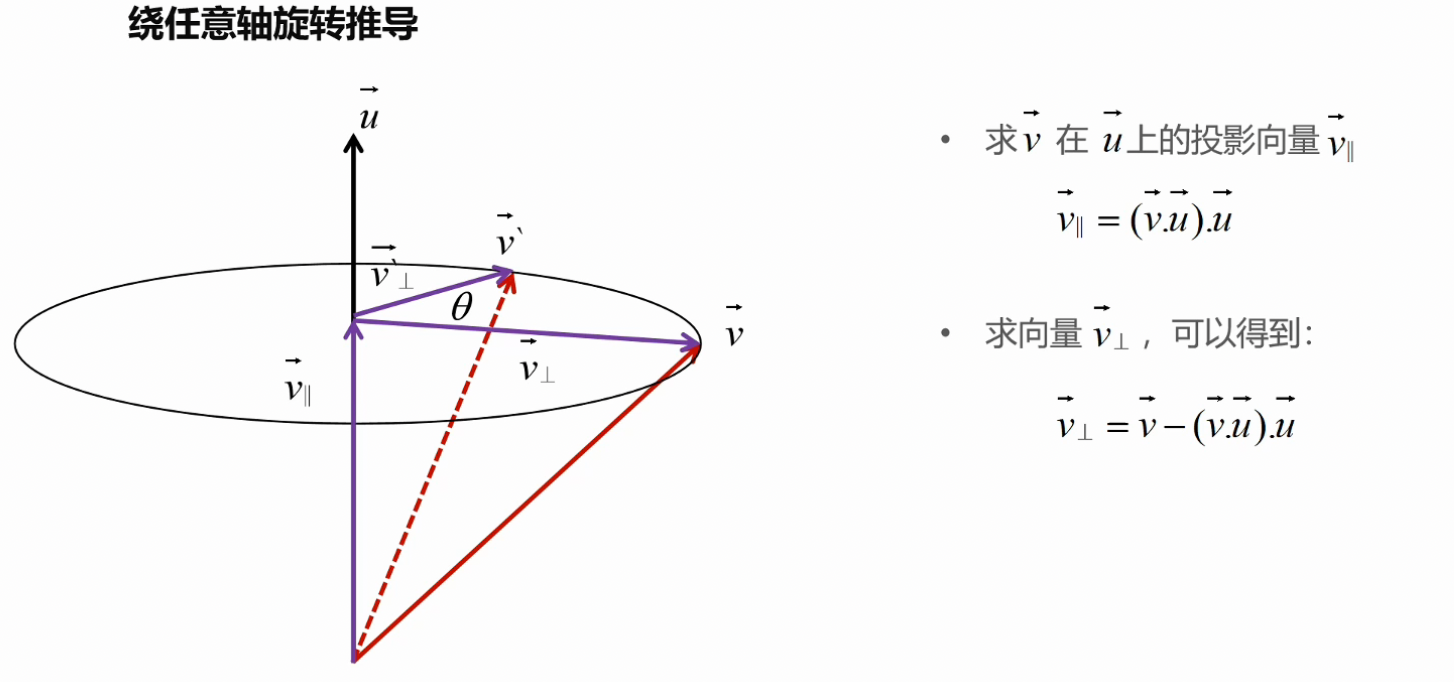 绕任意轴旋转推导
$\vec{u}$
$\vec{v}`$
$\vec{v`}_{\perp}$
$\theta$
$\vec{v}$
$\vec{v}_{\perp}$
$\vec{v}_{\parallel}$
• 求 $\vec{v}$ 在 $\vec{u}$ 上的投影向量 $\vec{v}_{\parallel}$
$\vec{v}_{\parallel} = (\vec{v}.\vec{u}).\vec{u}$
• 求向量 $\vec{v}_{\perp}$ ，可以得到：
$\vec{v}_{\perp} = \vec{v} - (\vec{v}.\vec{u}).\vec{u}$